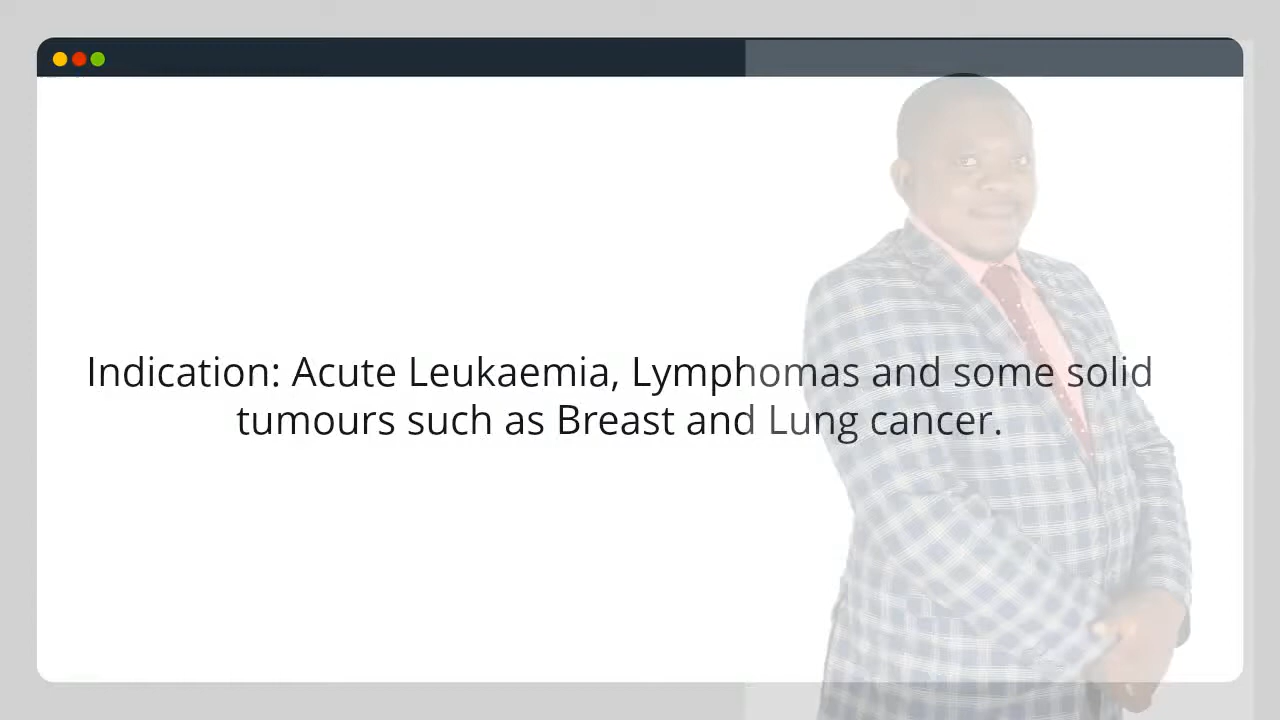 Indication: Acute Leukaemia, Lymphomas and some solid
tumours such as Breast and Lung cancer.